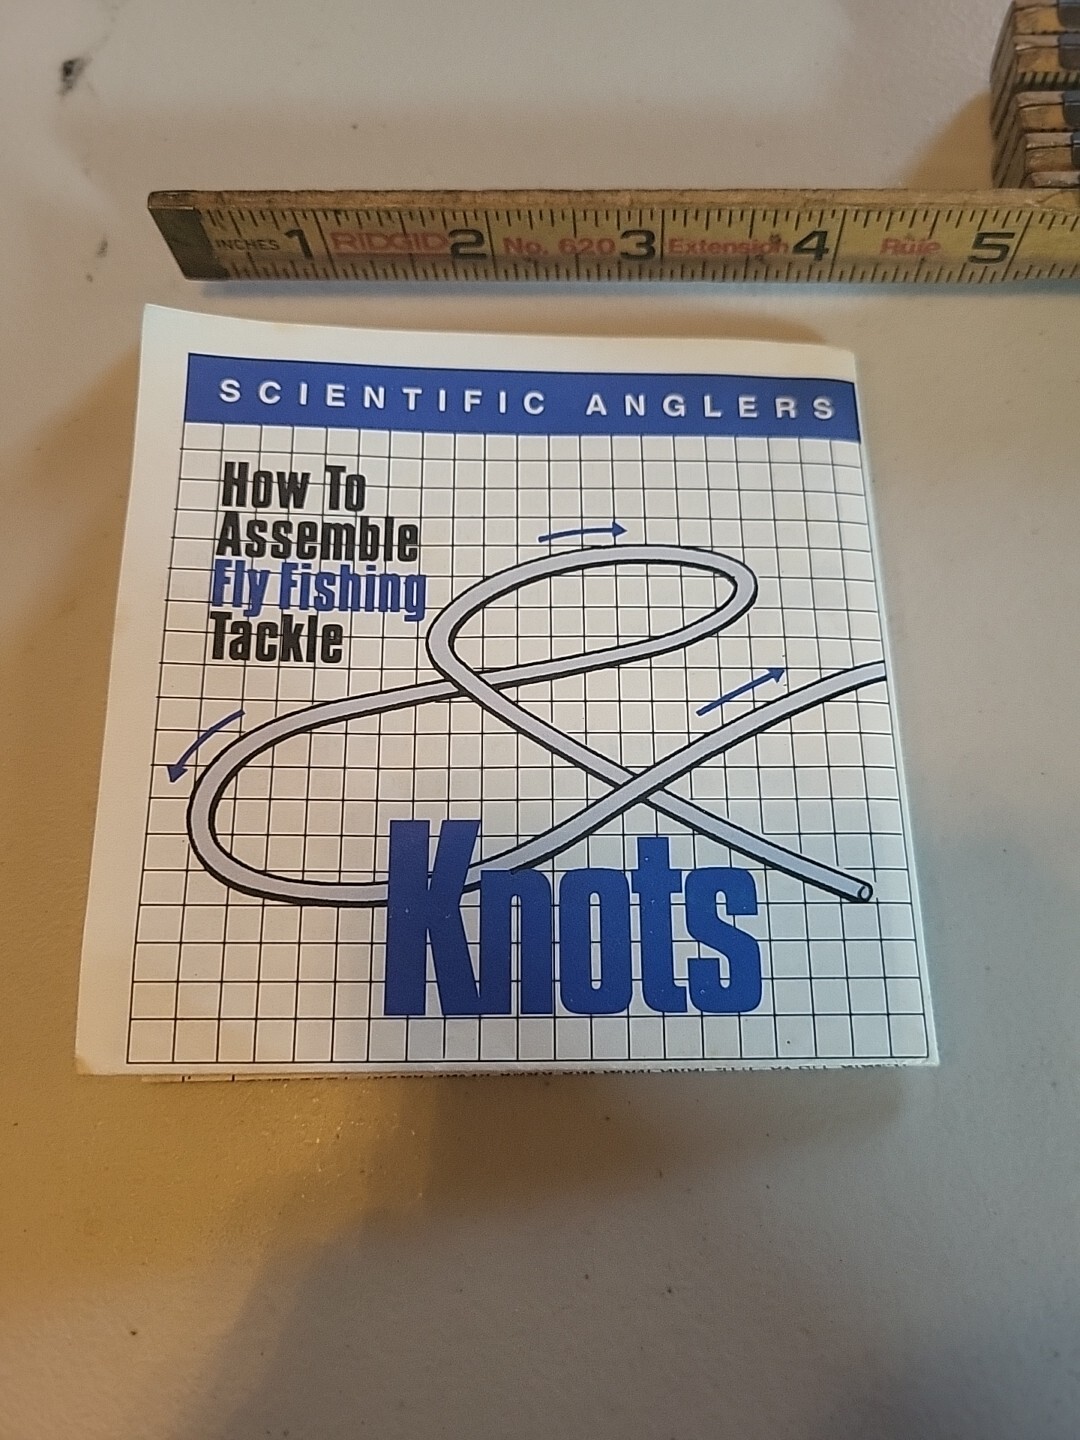 INCHES 1 RIDGID 2 No. 620 3 Extension 4 Rule 5
SCIENTIFIC ANGLERS
How To
Assemble
Fly Fishing
Tackle
&
Knots